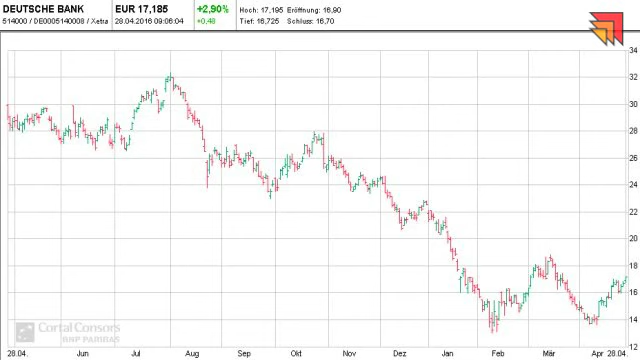 DEUTSCHE BANK EUR 17,185 +2,90% Hoch: 17,195 Eröffnung: 16,90
514000 / DE0005140008 / Xetra 28.04.2016 09:06:04 +0,48 Tief: 16,725 Schluss: 16,70
34
32
30
28
26
24
22
20
18
16
14
12
Cortal Consors
BNP PARIBAS
28.04. Jun Jul Aug Sep Okt Nov Dez Jan Feb Mär Apr 28.04.